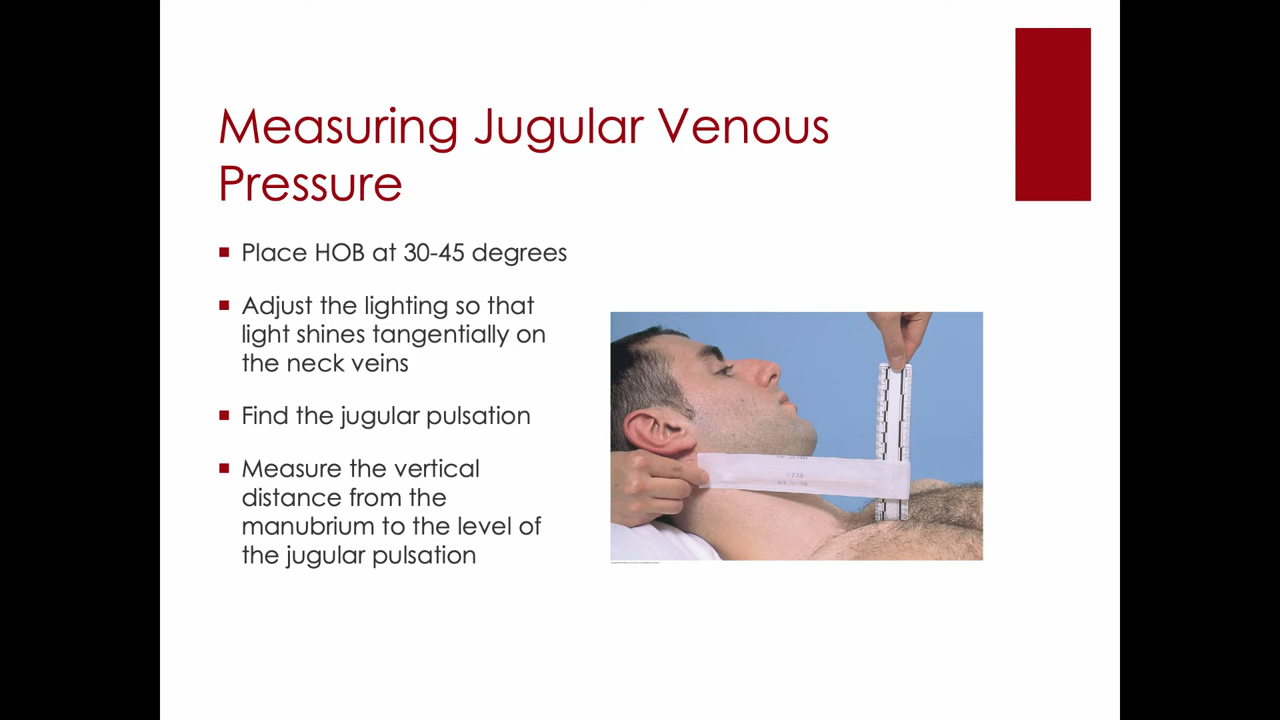 Measuring Jugular Venous
Pressure
Place HOB at 30-45 degrees
Adjust the lighting so that
light shines tangentially on
the neck veins
Find the jugular pulsation
Measure the vertical
distance from the
manubrium to the level of
the jugular pulsation